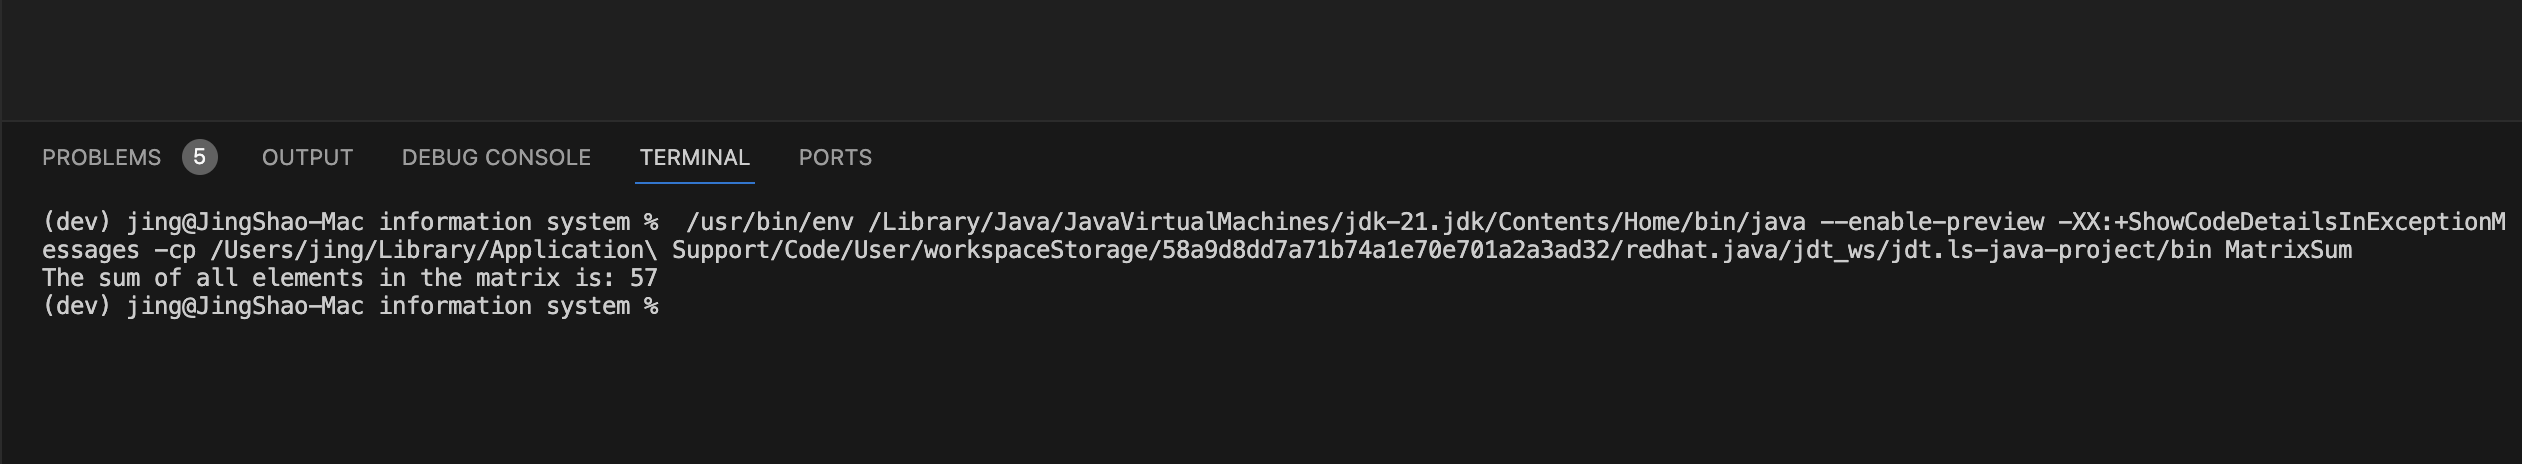 PROBLEMS 5 OUTPUT DEBUG CONSOLE TERMINAL PORTS
(dev) jing@JingShao-Mac information system %  /usr/bin/env /Library/Java/JavaVirtualMachines/jdk-21.jdk/Contents/Home/bin/java --enable-preview -XX:+ShowCodeDetailsInExceptionM
essages -cp /Users/jing/Library/Application\ Support/Code/User/workspaceStorage/58a9d8dd7a71b74a1e70e701a2a3ad32/redhat.java/jdt_ws/jdt.ls-java-project/bin MatrixSum
The sum of all elements in the matrix is: 57
(dev) jing@JingShao-Mac information system %